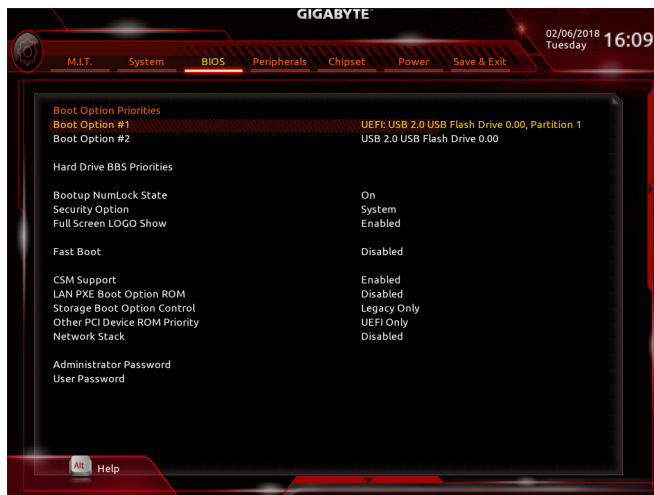 GIGABYTE™
02/06/2018 Tuesday 16:09
M.I.T. System BIOS Peripherals Chipset Power Save & Exit
Boot Option Priorities
Boot Option #1 UEFI: USB 2.0 USB Flash Drive 0.00, Partition 1
Boot Option #2 USB 2.0 USB Flash Drive 0.00
Hard Drive BBS Priorities
Bootup NumLock State On
Security Option System
Full Screen LOGO Show Enabled
Fast Boot Disabled
CSM Support Enabled
LAN PXE Boot Option ROM Disabled
Storage Boot Option Control Legacy Only
Other PCI Device ROM Priority UEFI Only
Network Stack Disabled
Administrator Password
User Password
Alt Help